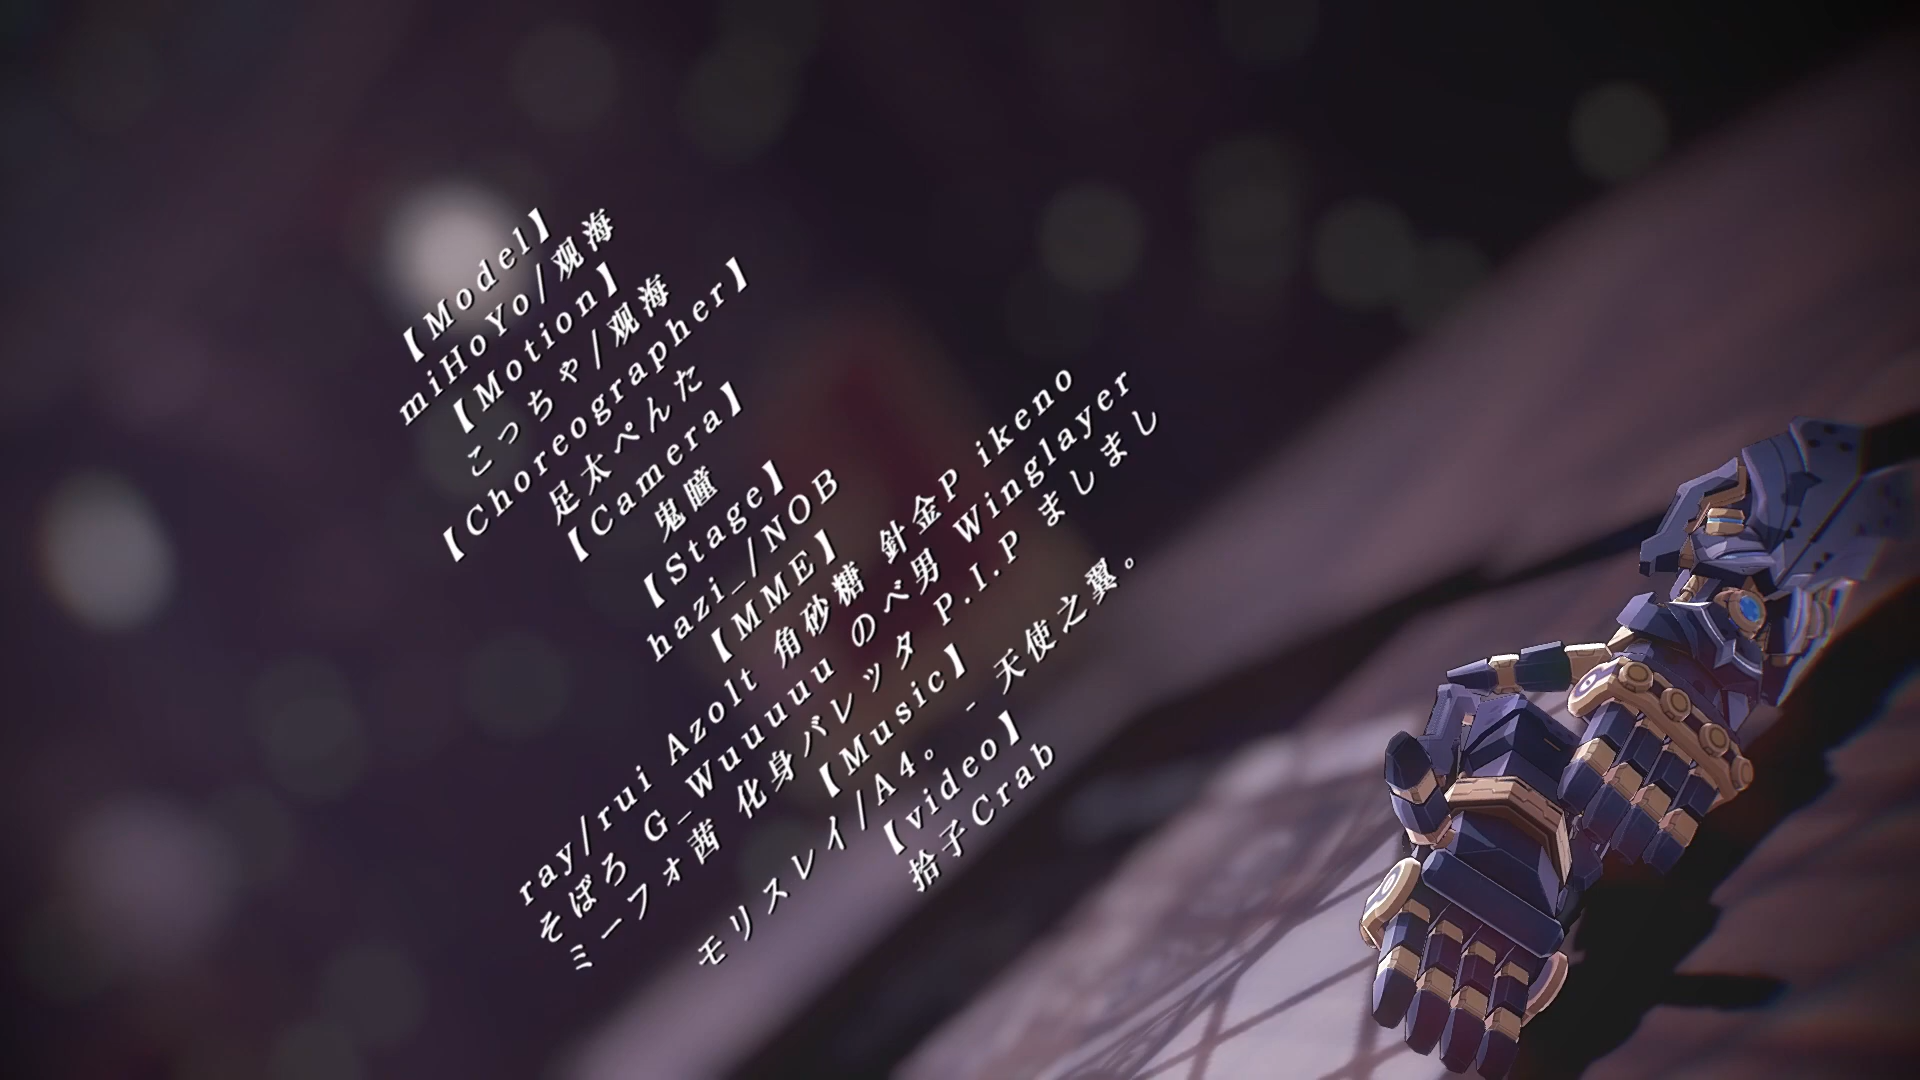 【Model】
miHoYo/观海
【Motion】
こっちゃ/观海
【Choreographer】
足太ぺんた
【Camera】
鬼瞳
【Stage】
hazi_/NOB
【MME】
ray/rui Azolt 角砂糖 針金P ikeno
そぼろ G_Wuuuuu のべ男 Winglayer
ミーフォ茜 化身バレッタ P.I.P ましまし
【Music】
モリスレイ/A4。 - 天使之翼。
【video】
拾子Crab